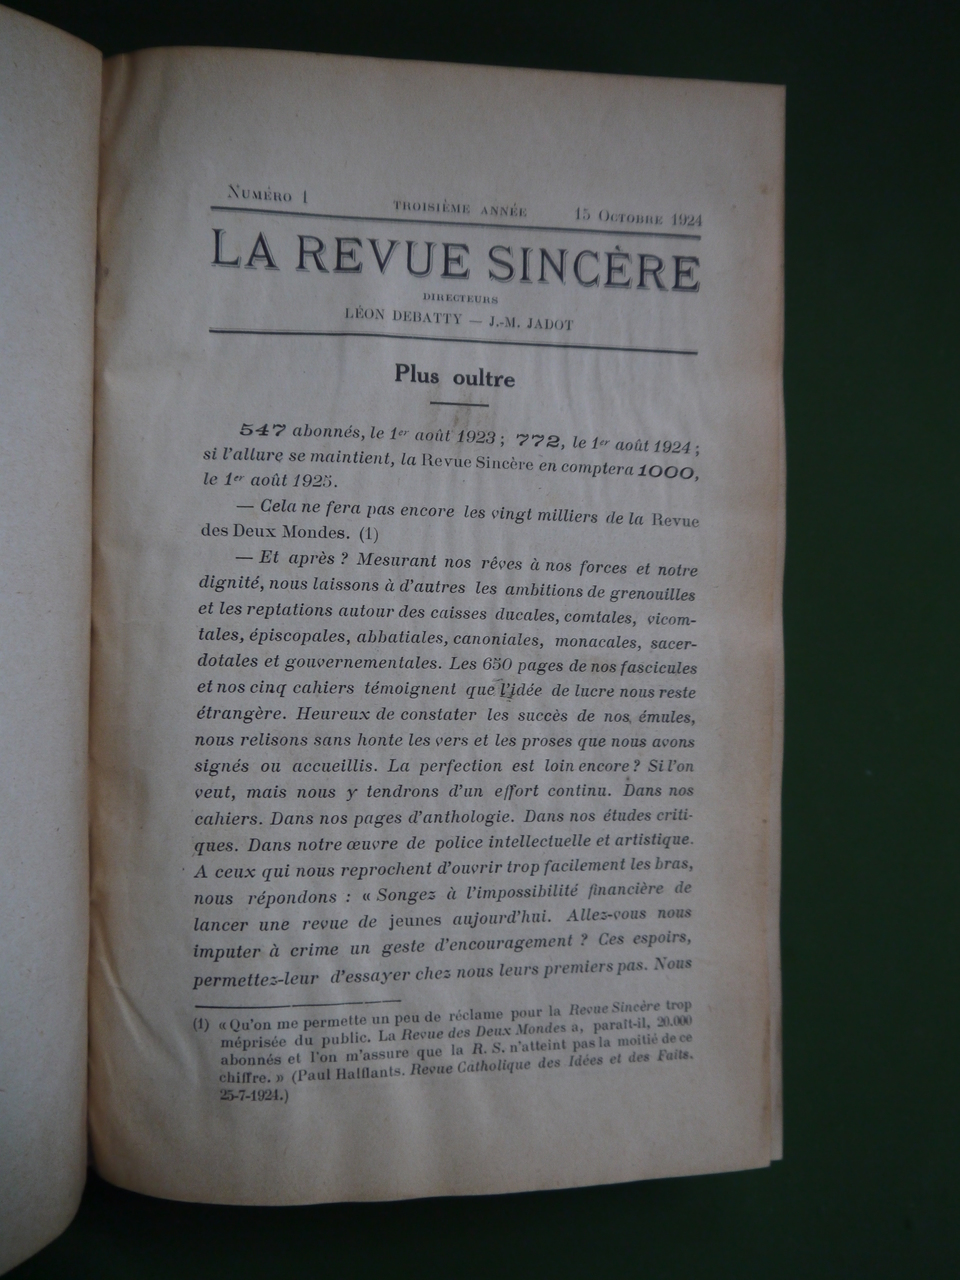 Numéro 1 TROISIÈME ANNÉE 15 Octobre 1924
LA REVUE SINCÈRE
DIRECTEURS
LÉON DEBATTY — J.-M. JADOT
Plus oultre
547 abonnés, le 1er août 1923 ; 772, le 1er août 1924 ;
si l'allure se maintient, la Revue Sincère en comptera 1000,
le 1er août 1925.
— Cela ne fera pas encore les vingt milliers de la Revue
des Deux Mondes. (1)
— Et après ? Mesurant nos rêves à nos forces et notre
dignité, nous laissons à d'autres les ambitions de grenouilles
et les reptations autour des caisses ducales, comtales, vicom-
tales, épiscopales, abbatiales, canoniales, monacales, sacer-
dotales et gouvernementales. Les 650 pages de nos fascicules
et nos cinq cahiers témoignent que l'idée de lucre nous reste
étrangère. Heureux de constater les succès de nos émules,
nous relisons sans honte les vers et les proses que nous avons
signés ou accueillis. La perfection est loin encore ? Si l'on
veut, mais nous y tendrons d'un effort continu. Dans nos
cahiers. Dans nos pages d'anthologie. Dans nos études criti-
ques. Dans notre œuvre de police intellectuelle et artistique.
A ceux qui nous reprochent d'ouvrir trop facilement les bras,
nous répondons : « Songez à l'impossibilité financière de
lancer une revue de jeunes aujourd'hui. Allez-vous nous
imputer à crime un geste d'encouragement ? Ces espoirs,
permettez-leur d'essayer chez nous leurs premiers pas. Nous
(1) « Qu'on me permette un peu de réclame pour la Revue Sincère trop
méprisée du public. La Revue des Deux Mondes a, paraît-il, 20.000
abonnés et l'on m'assure que la R. S. n'atteint pas la moitié de ce
chiffre. » (Paul Halflants. Revue Catholique des Idées et des Faits.
25-7-1924.)